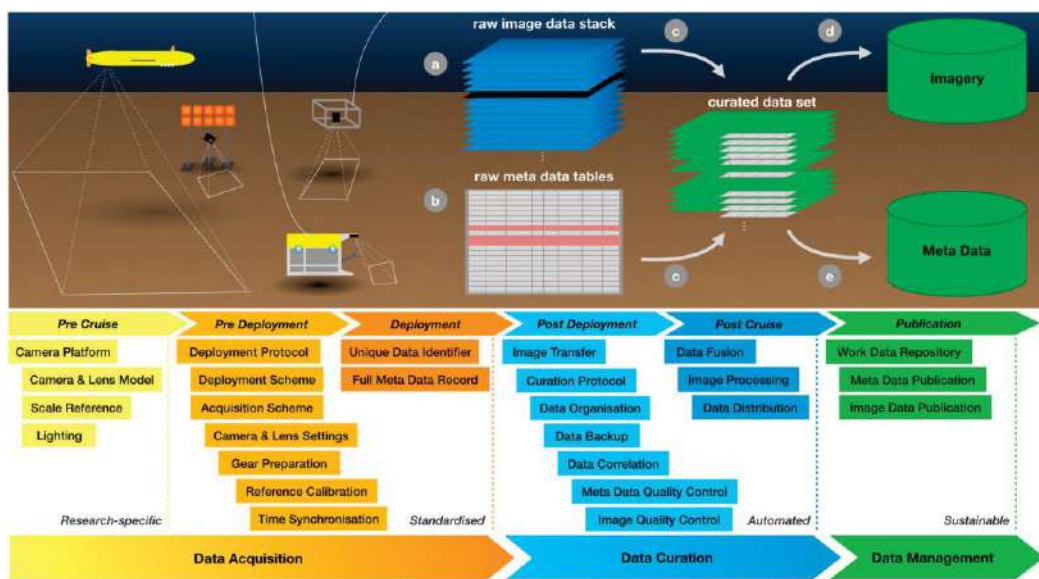 raw image data stack
a
c
d
Imagery
curated data set
raw meta data tables
b
c
e
Meta Data
Pre Cruise
Pre Deployment
Deployment
Post Deployment
Post Cruise
Publication
Camera Platform
Camera & Lens Model
Scale Reference
Lighting
Research-specific
Deployment Protocol
Deployment Scheme
Acquisition Scheme
Camera & Lens Settings
Gear Preparation
Reference Calibration
Time Synchronisation
Unique Data Identifier
Full Meta Data Record
Standardised
Image Transfer
Curation Protocol
Data Organisation
Data Backup
Data Correlation
Meta Data Quality Control
Image Quality Control
Data Fusion
Image Processing
Data Distribution
Automated
Work Data Repository
Meta Data Publication
Image Data Publication
Sustainable
Data Acquisition
Data Curation
Data Management